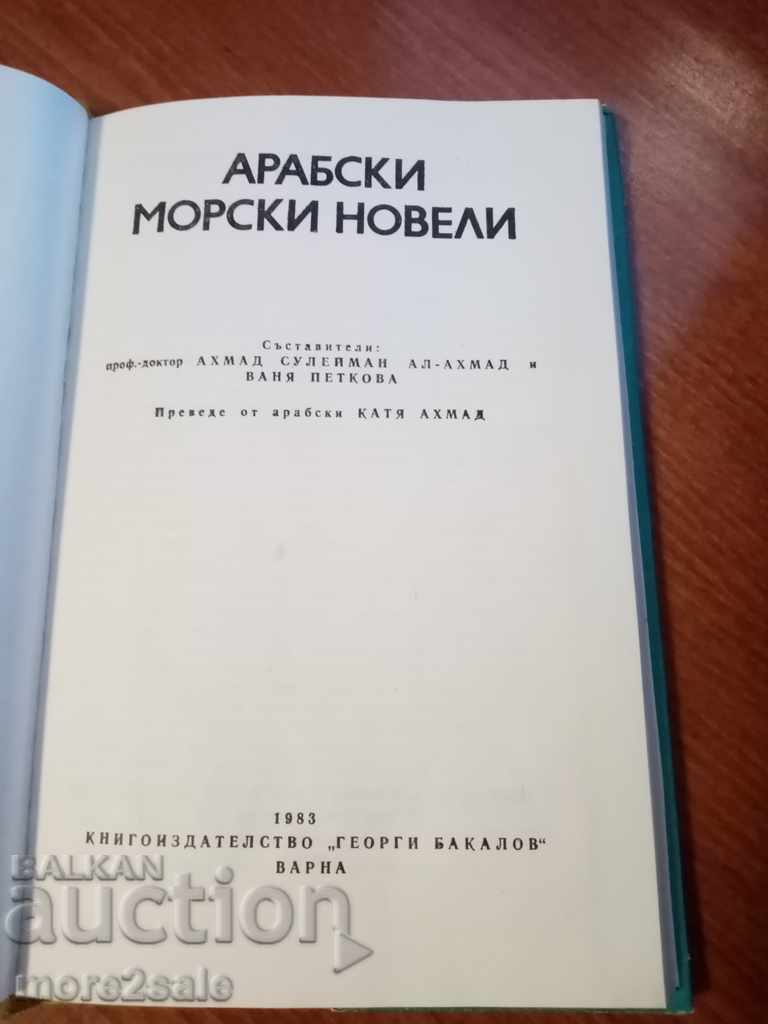 АРАБСКИ
МОРСКИ НОВЕЛИ
Съставители:
проф.-доктор АХМАД СУЛЕЙМАН АЛ-АХМАД и
ВАНЯ ПЕТКОВА
Преведе от арабски КАТЯ АХМАД
1983
КНИГОИЗДАТЕЛСТВО „ГЕОРГИ БАКАЛОВ“
ВАРНА
BALKAN
auction
more2sale